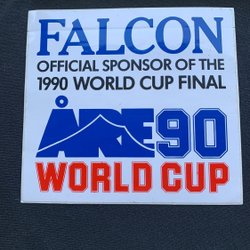 FALCON
OFFICIAL SPONSOR OF THE
1990 WORLD CUP FINAL
ÅRE90
WORLD CUP